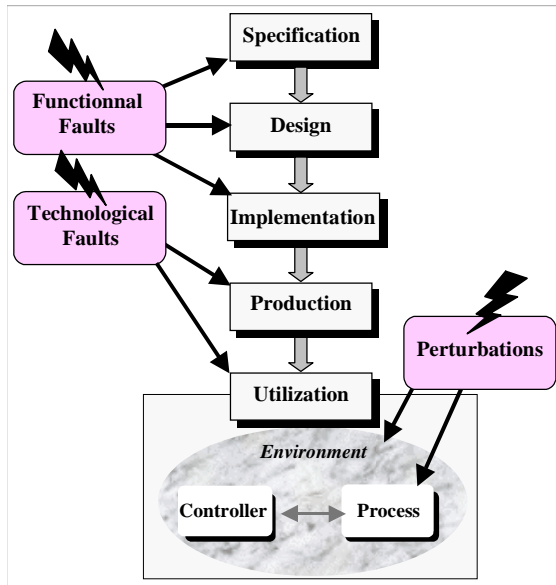 Specification
Functionnal
Faults
Design
Technological
Faults
Implementation
Production
Perturbations
Utilization
Environment
Controller
Process